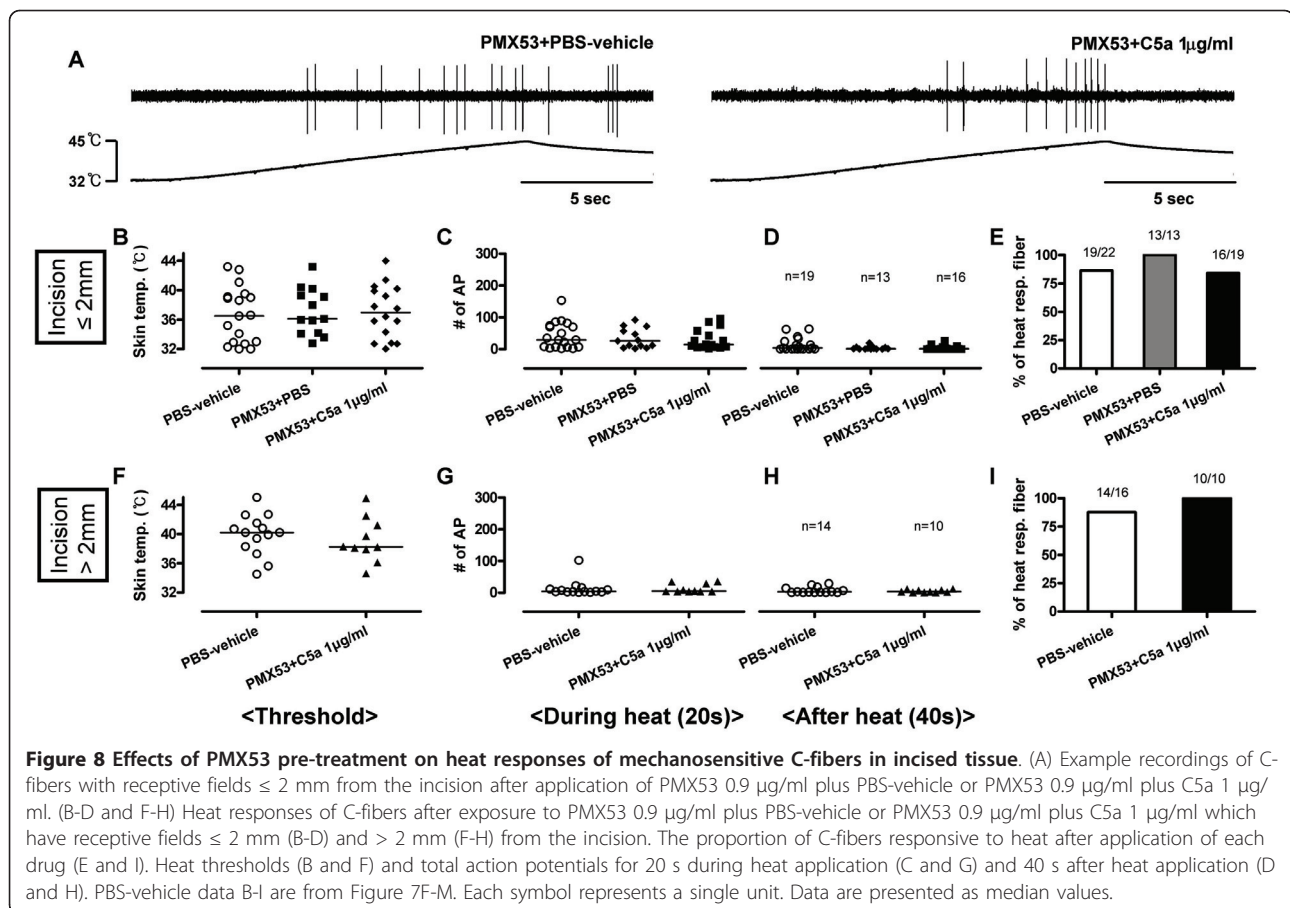 A
PMX53+PBS-vehicle
PMX53+C5a 1µg/ml
45℃
32℃
5 sec
5 sec
Incision ≤ 2mm
B
Skin temp. (℃)
44
40
36
32
PBS-vehicle
PMX53+PBS
PMX53+C5a 1µg/ml
C
# of AP
300
200
100
0
PBS-vehicle
PMX53+PBS
PMX53+C5a 1µg/ml
D
n=19
n=13
n=16
PBS-vehicle
PMX53+PBS
PMX53+C5a 1µg/ml
E
% of heat resp. fiber
100
75
50
25
0
19/22
13/13
16/19
PBS-vehicle
PMX53+PBS
PMX53+C5a 1µg/ml
Incision > 2mm
F
Skin temp. (℃)
44
40
36
32
PBS-vehicle
PMX53+C5a 1µg/ml
G
# of AP
300
200
100
0
PBS-vehicle
PMX53+C5a 1µg/ml
H
n=14
n=10
PBS-vehicle
PMX53+C5a 1µg/ml
I
% of heat resp. fiber
100
75
50
25
0
14/16
10/10
PBS-vehicle
PMX53+C5a 1µg/ml
<Threshold>
<During heat (20s)>
<After heat (40s)>
Figure 8 Effects of PMX53 pre-treatment on heat responses of mechanosensitive C-fibers in incised tissue. (A) Example recordings of C-
fibers with receptive fields ≤ 2 mm from the incision after application of PMX53 0.9 µg/ml plus PBS-vehicle or PMX53 0.9 µg/ml plus C5a 1 µg/
ml. (B-D and F-H) Heat responses of C-fibers after exposure to PMX53 0.9 µg/ml plus PBS-vehicle or PMX53 0.9 µg/ml plus C5a 1 µg/ml which
have receptive fields ≤ 2 mm (B-D) and > 2 mm (F-H) from the incision. The proportion of C-fibers responsive to heat after application of each
drug (E and I). Heat thresholds (B and F) and total action potentials for 20 s during heat application (C and G) and 40 s after heat application (D
and H). PBS-vehicle data B-I are from Figure 7F-M. Each symbol represents a single unit. Data are presented as median values.